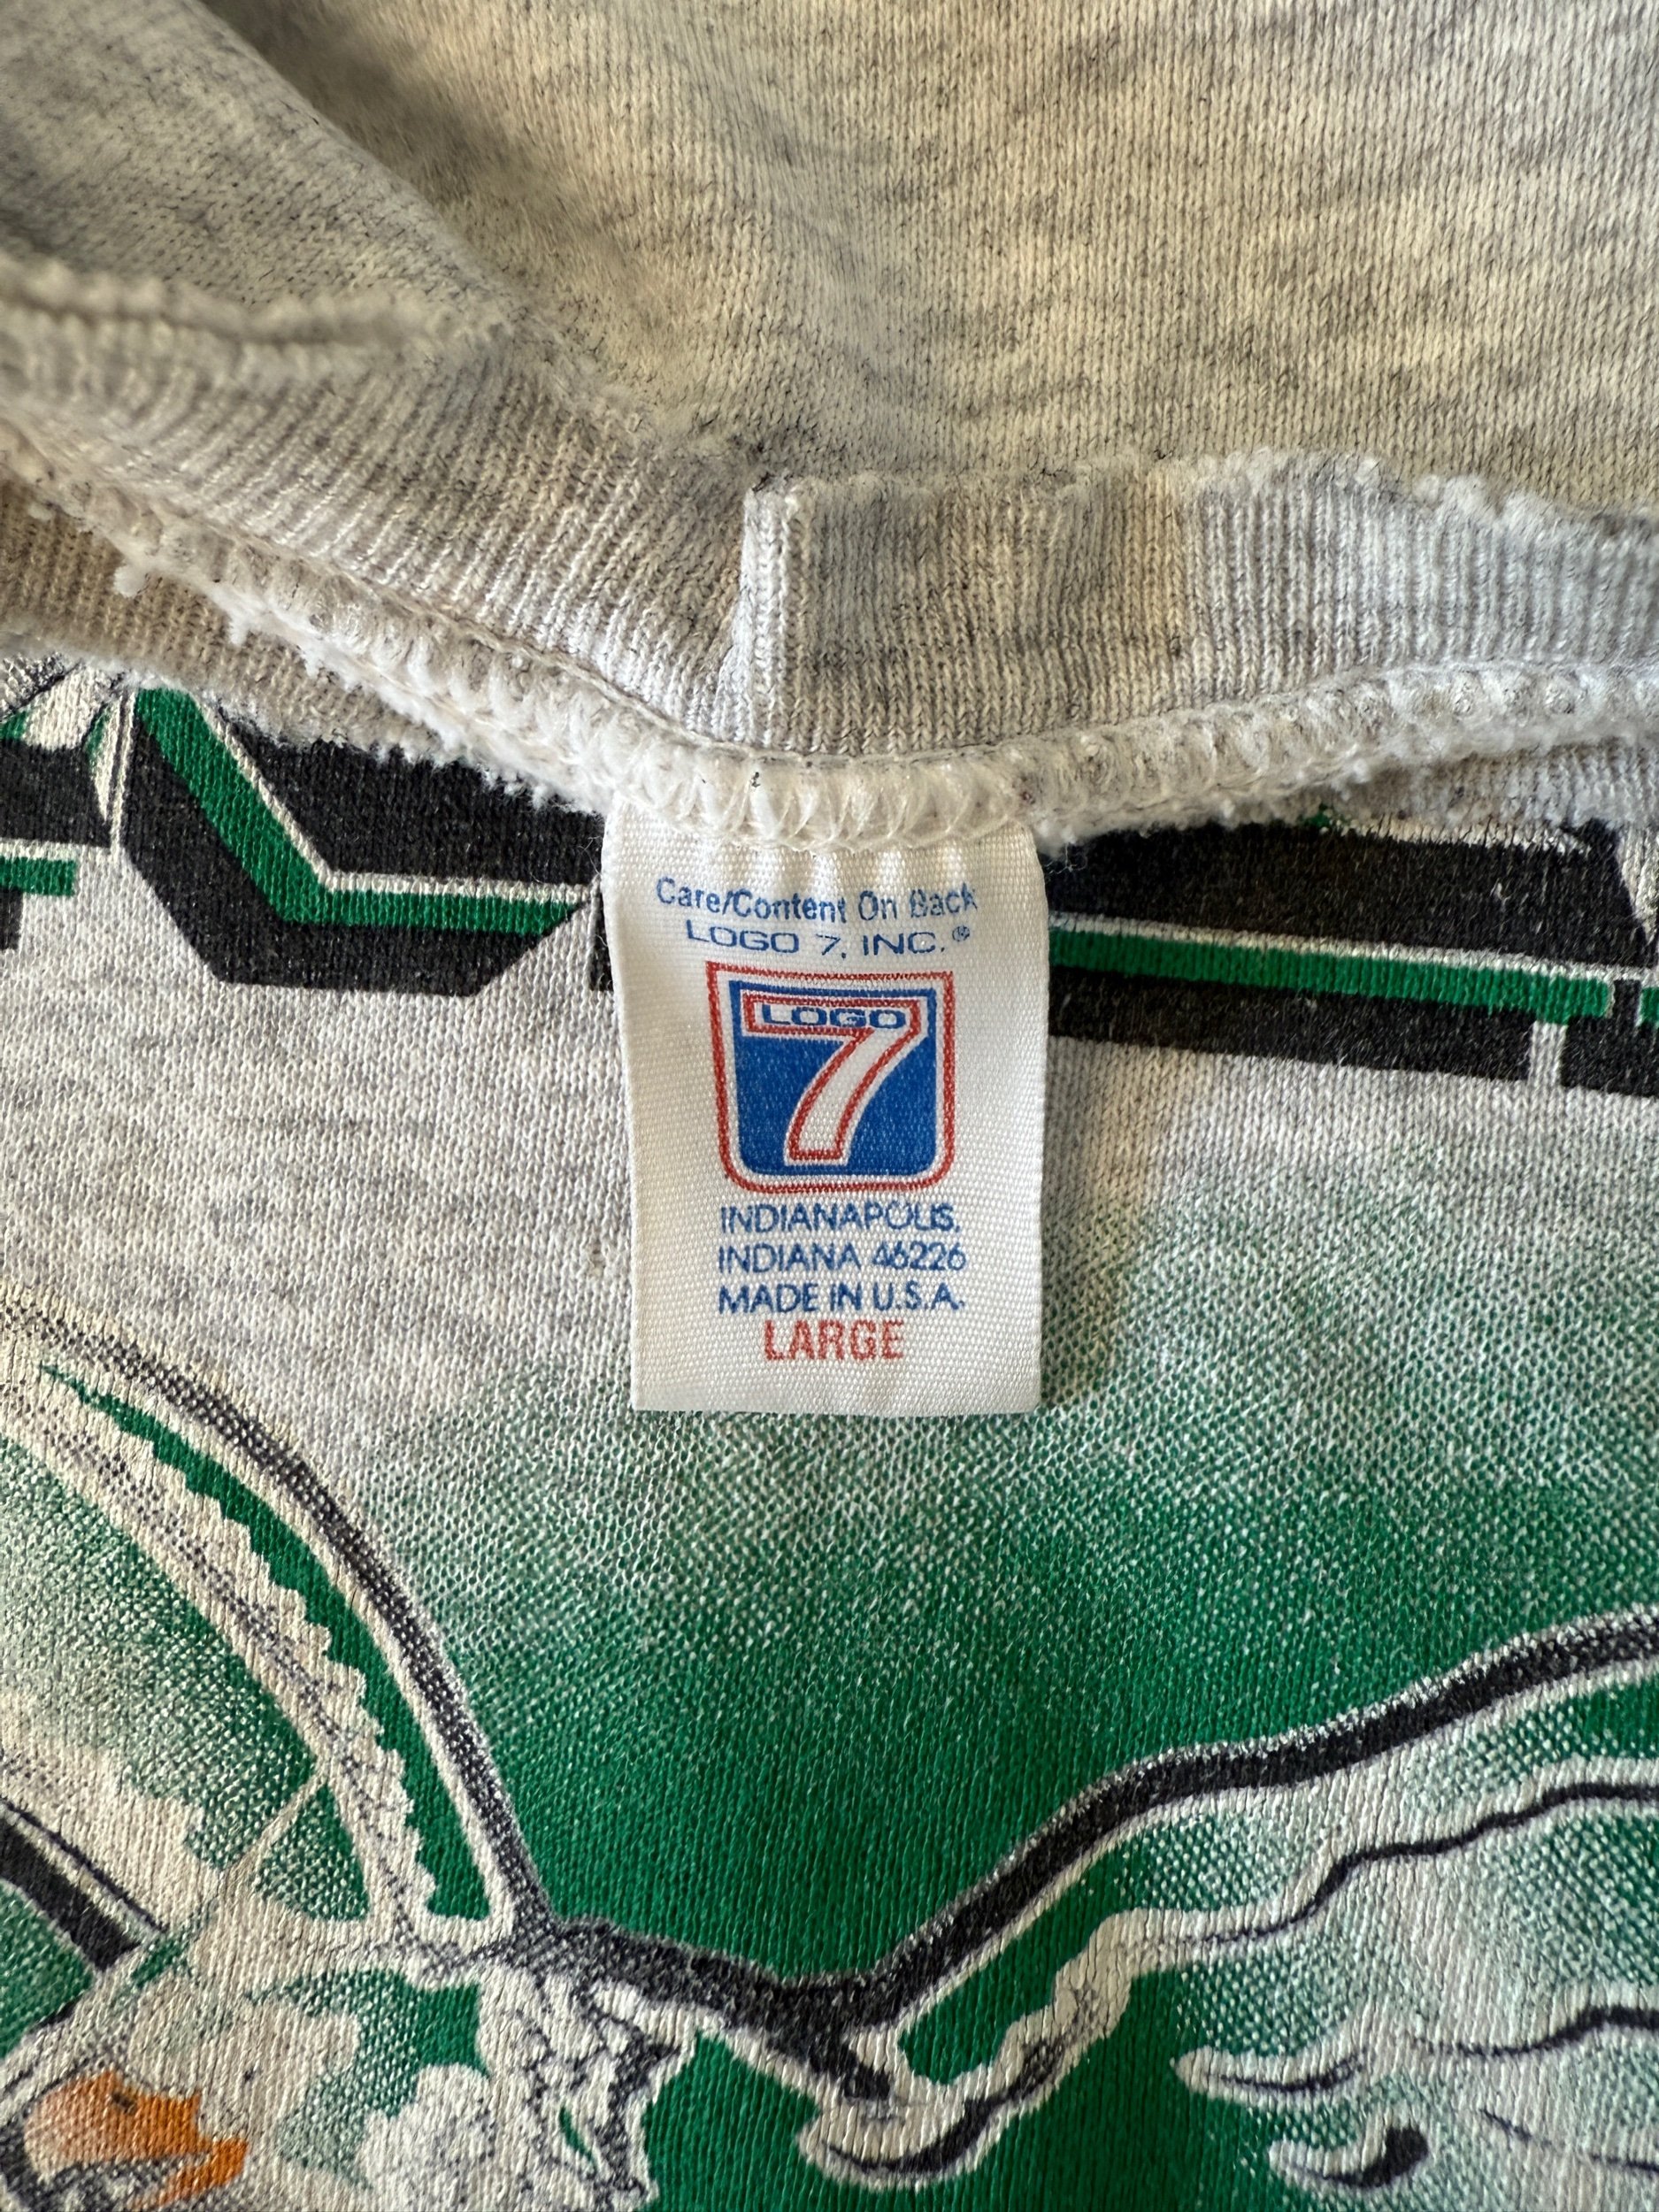 Care/Content On Back
LOGO 7, INC.®
LOGO
7
INDIANAPOLIS,
INDIANA 46226
MADE IN U.S.A.
LARGE